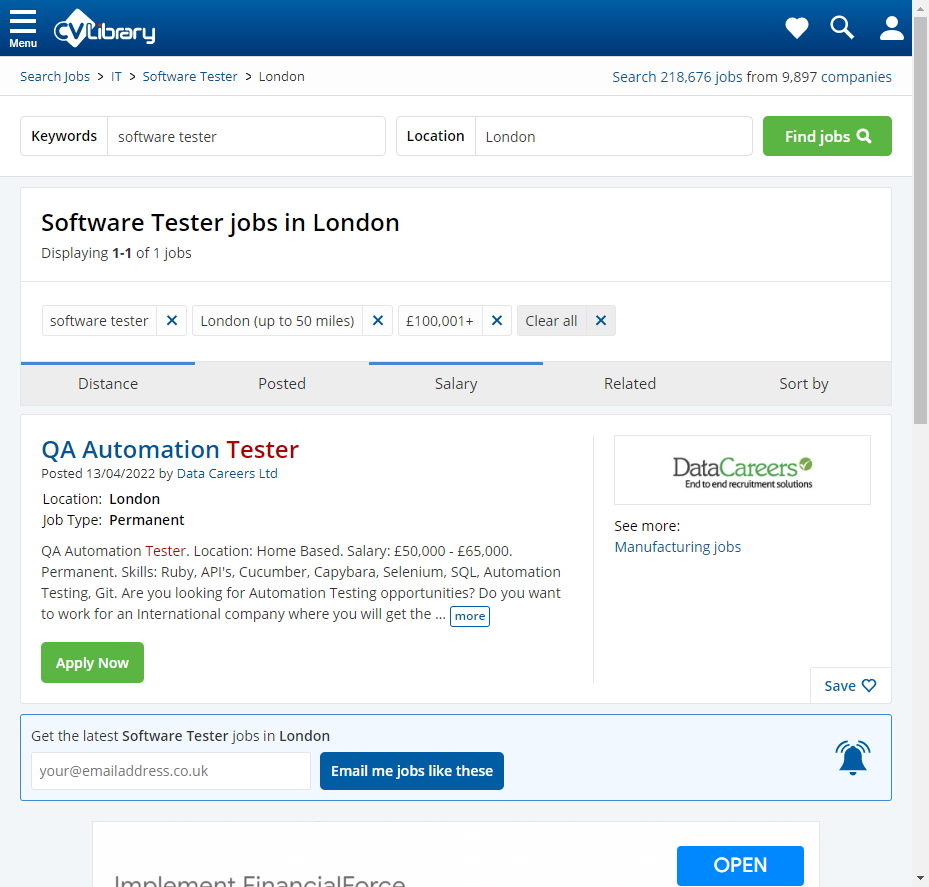 Menu
CVLibrary
Search Jobs > IT > Software Tester > London
Search 218,676 jobs from 9,897 companies
Keywords software tester
Location London
Find jobs
Software Tester jobs in London
Displaying 1-1 of 1 jobs
software tester ✕ London (up to 50 miles) ✕ £100,001+ ✕ Clear all ✕
Distance Posted Salary Related Sort by
QA Automation Tester
Posted 13/04/2022 by Data Careers Ltd
Location: London
Job Type: Permanent
QA Automation Tester. Location: Home Based. Salary: £50,000 - £65,000.
Permanent. Skills: Ruby, API's, Cucumber, Capybara, Selenium, SQL, Automation
Testing, Git. Are you looking for Automation Testing opportunities? Do you want
to work for an International company where you will get the ... more
Apply Now
DataCareers
End to end recruitment solutions
See more:
Manufacturing jobs
Save
Get the latest Software Tester jobs in London
your@emailaddress.co.uk
Email me jobs like these
Implement FinancialForce
OPEN